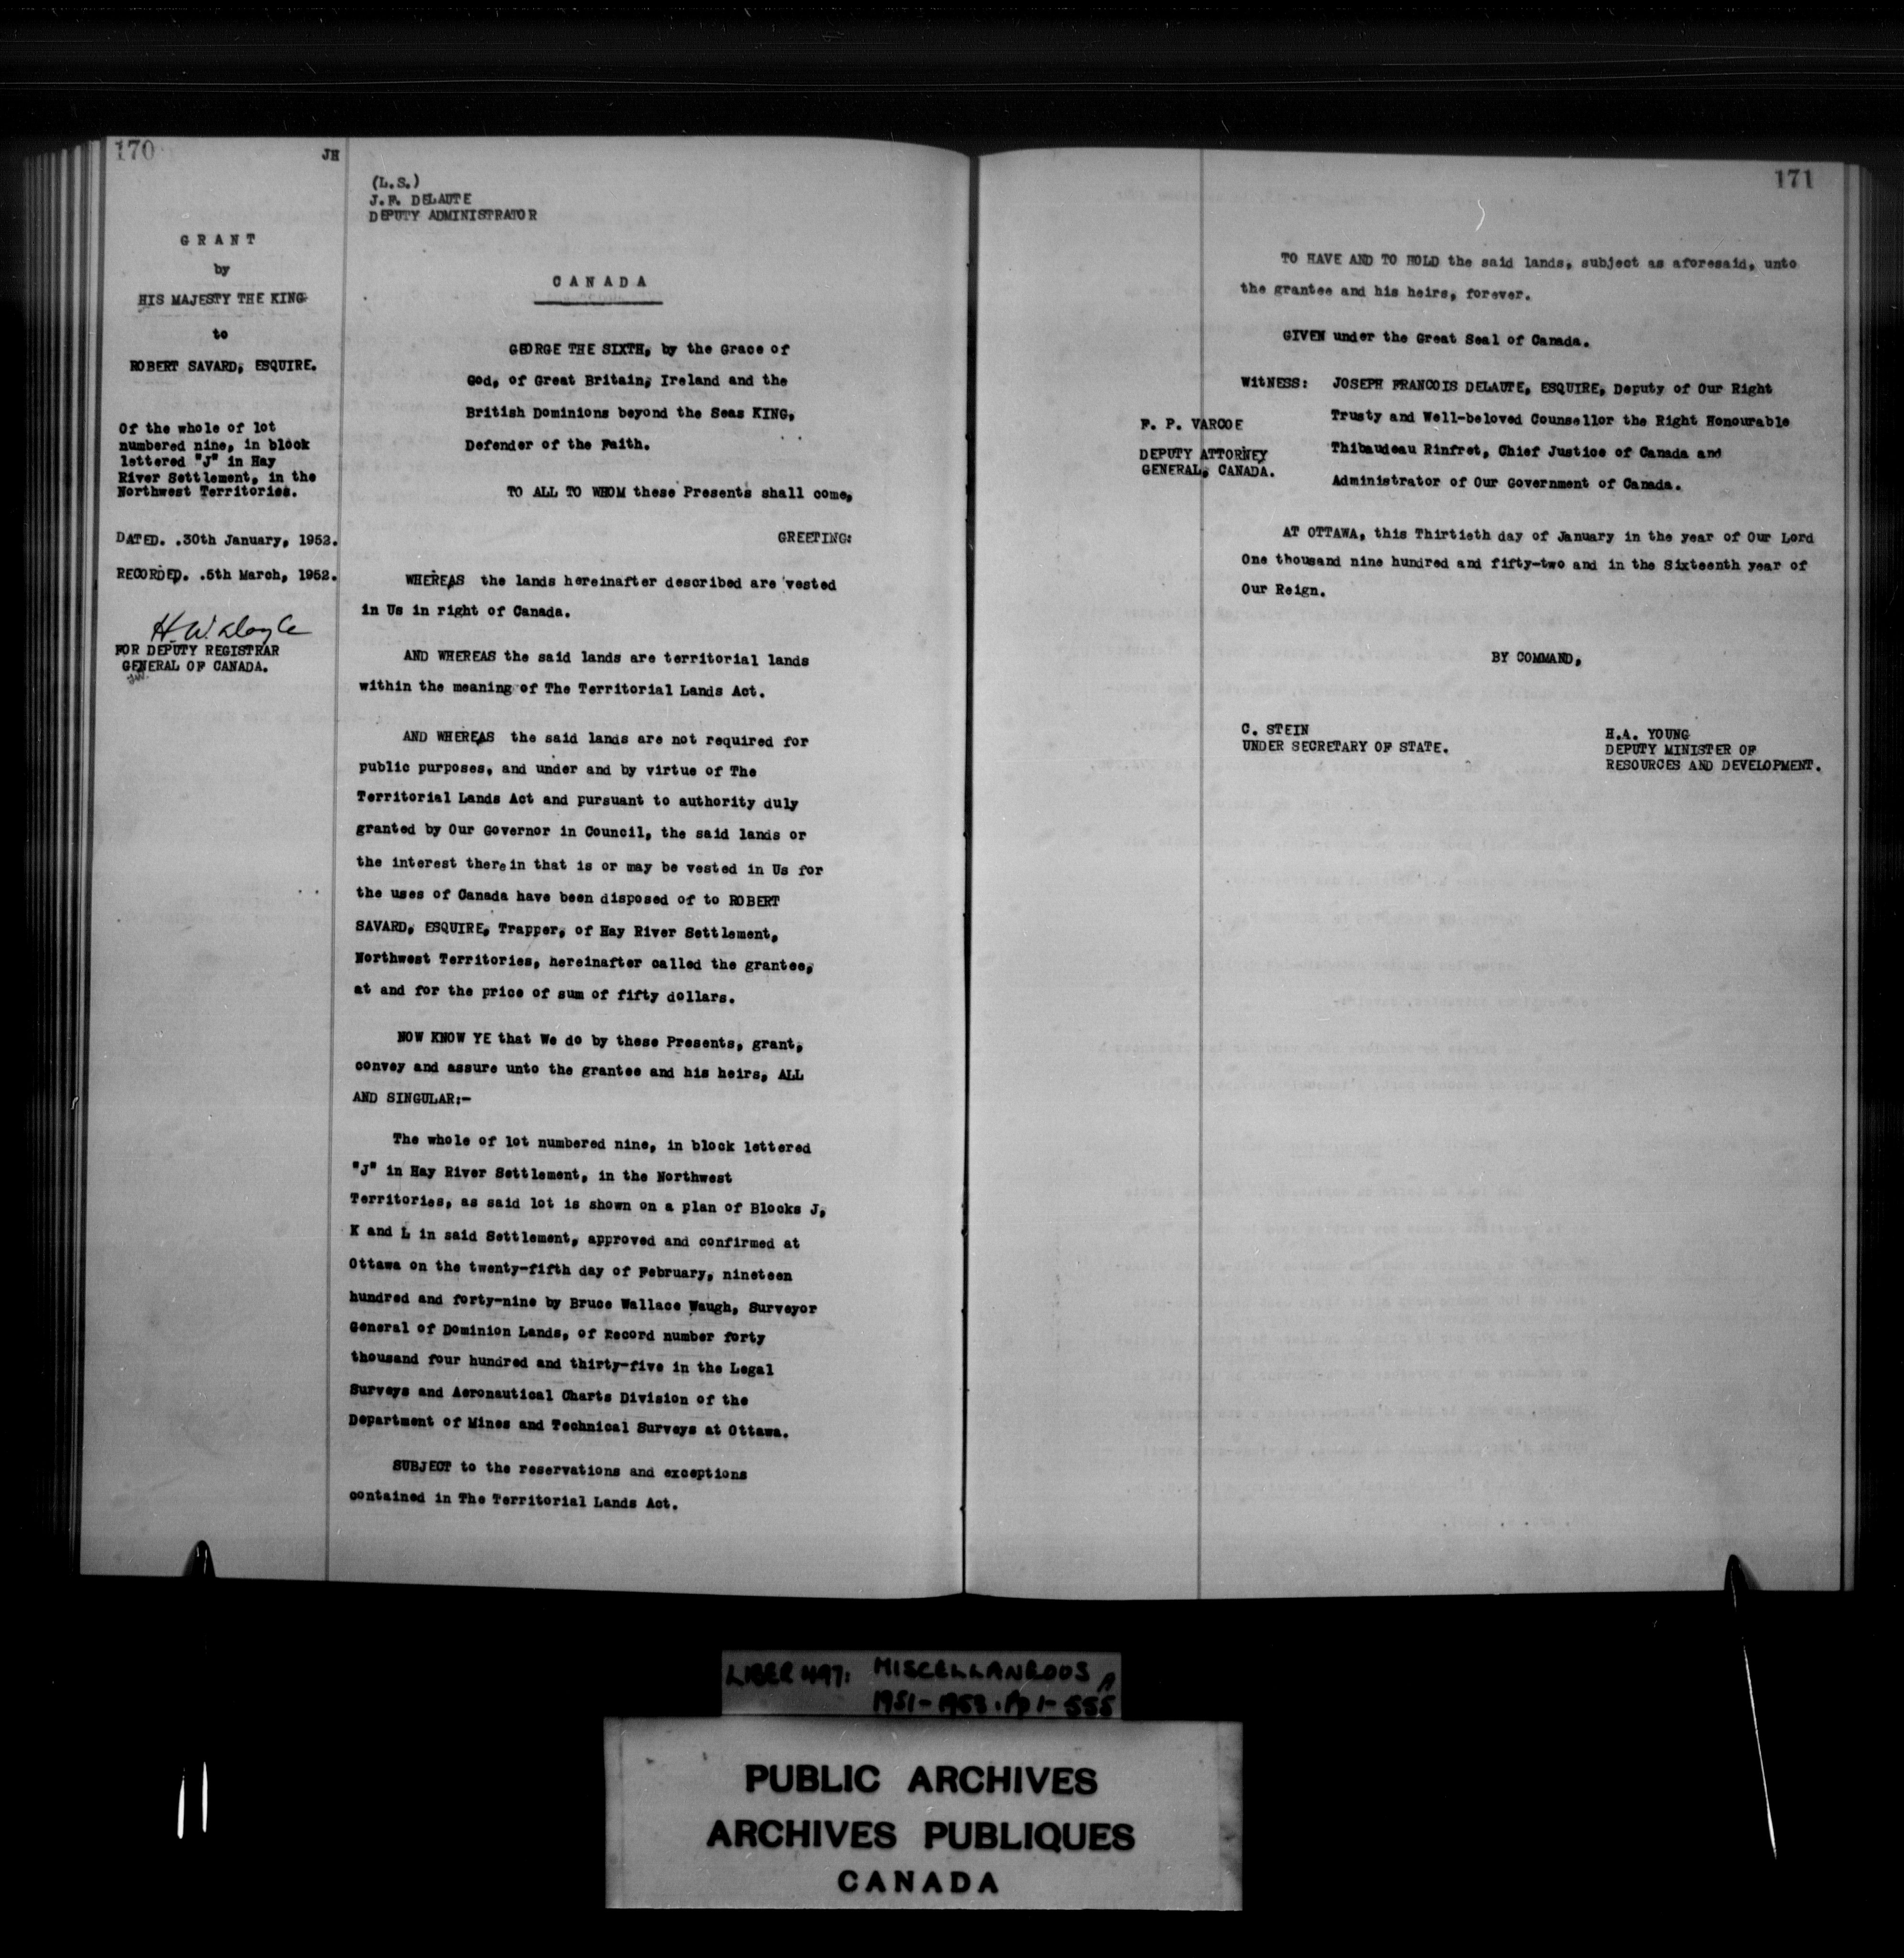 170
JH
GRANT
by
HIS MAJESTY THE KING
to
ROBERT SAVARD, ESQUIRE.
Of the whole of lot
numbered nine, in block
lettered "J" in Hay
River Settlement, in the
Northwest Territories.
DATED. .30th January, 1952.
RECORDED. .5th March, 1952.
H.W. Doyle
FOR DEPUTY REGISTRAR
GENERAL OF CANADA.
(L.S.)
J.F. DELAUTE
DEPUTY ADMINISTRATOR
CANADA
GEORGE THE SIXTH, by the Grace of
God, of Great Britain, Ireland and the
British Dominions beyond the Seas KING,
Defender of the Faith.
TO ALL TO WHOM these Presents shall come,
GREETING:
WHEREAS the lands hereinafter described are vested
in Us in right of Canada.
AND WHEREAS the said lands are territorial lands
within the meaning of The Territorial Lands Act.
AND WHEREAS the said lands are not required for
public purposes, and under and by virtue of The
Territorial Lands Act and pursuant to authority duly
granted by Our Governor in Council, the said lands or
the interest therein that is or may be vested in Us for
the uses of Canada have been disposed of to ROBERT
SAVARD, ESQUIRE, Trapper, of Hay River Settlement,
Northwest Territories, hereinafter called the grantee,
at and for the price of sum of fifty dollars.
NOW KNOW YE that We do by these Presents, grant,
convey and assure unto the grantee and his heirs, ALL
AND SINGULAR:-
The whole of lot numbered nine, in block lettered
"J" in Hay River Settlement, in the Northwest
Territories, as said lot is shown on a plan of Blocks J,
K and L in said Settlement, approved and confirmed at
Ottawa on the twenty-fifth day of February, nineteen
hundred and forty-nine by Bruce Wallace Waugh, Surveyor
General of Dominion Lands, of Record number forty
thousand four hundred and thirty-five in the Legal
Surveys and Aeronautical Charts Division of the
Department of Mines and Technical Surveys at Ottawa.
SUBJECT to the reservations and exceptions
contained in The Territorial Lands Act.
171
TO HAVE AND TO HOLD the said lands, subject as aforesaid, unto
the grantee and his heirs, forever.
GIVEN under the Great Seal of Canada.
WitNESS: JOSEPH FRANCOIS DELAUTE, ESQUIRE, Deputy of Our Right
Trusty and Well-beloved Counsellor the Right Honourable
Thibaudeau Rinfret, Chief Justice of Canada and
Administrator of Our Government of Canada.
F. P. VARCOE
DEPUTY ATTORNEY
GENERAL, CANADA.
AT OTTAWA, this Thirtieth day of January in the year of Our Lord
One thousand nine hundred and fifty-two and in the Sixteenth year of
Our Reign.
BY COMMAND,
C. STEIN
UNDER SECRETARY OF STATE.
H.A. YOUNG
DEPUTY MINISTER OF
RESOURCES AND DEVELOPMENT.
LIBER 497: MISCELLANEOUS A
1951-1953. Pp 1-555
PUBLIC ARCHIVES
ARCHIVES PUBLIQUES
CANADA